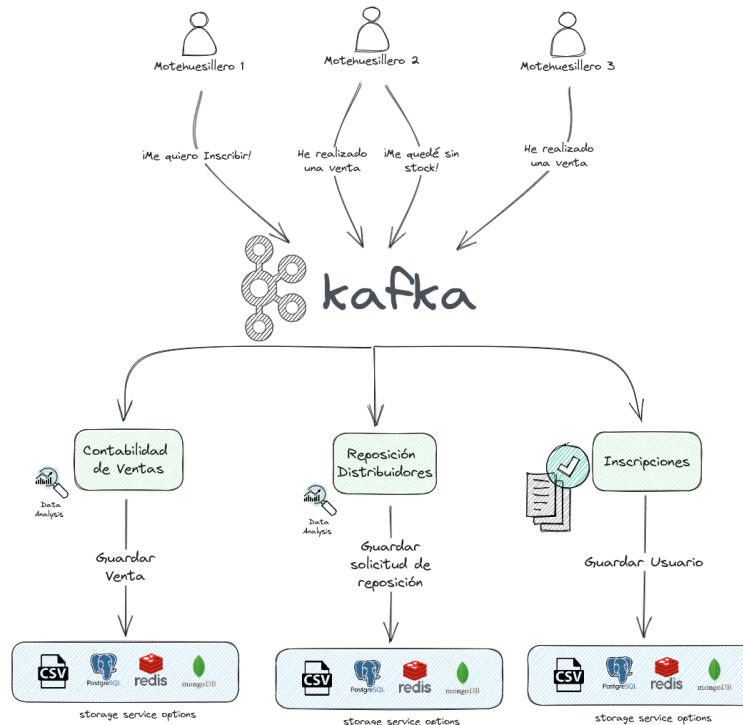 Motehuesillero 1
Motehuesillero 2
Motehuesillero 3
¡Me quiero Inscribir!
He realizado
una venta
¡Me quedé sin
stock!
He realizado
una venta
kafka
Contabilidad
de Ventas
Data
Analysis
Reposición
Distribuidores
Data
Analysis
Inscripciones
Guardar
Venta
Guardar
solicitud de
reposición
Guardar Usuario
CSV
PostgreSQL
redis
mongoDB
storage service options
CSV
PostgreSQL
redis
mongoDB
storage service options
CSV
PostgreSQL
redis
mongoDB
storage service options